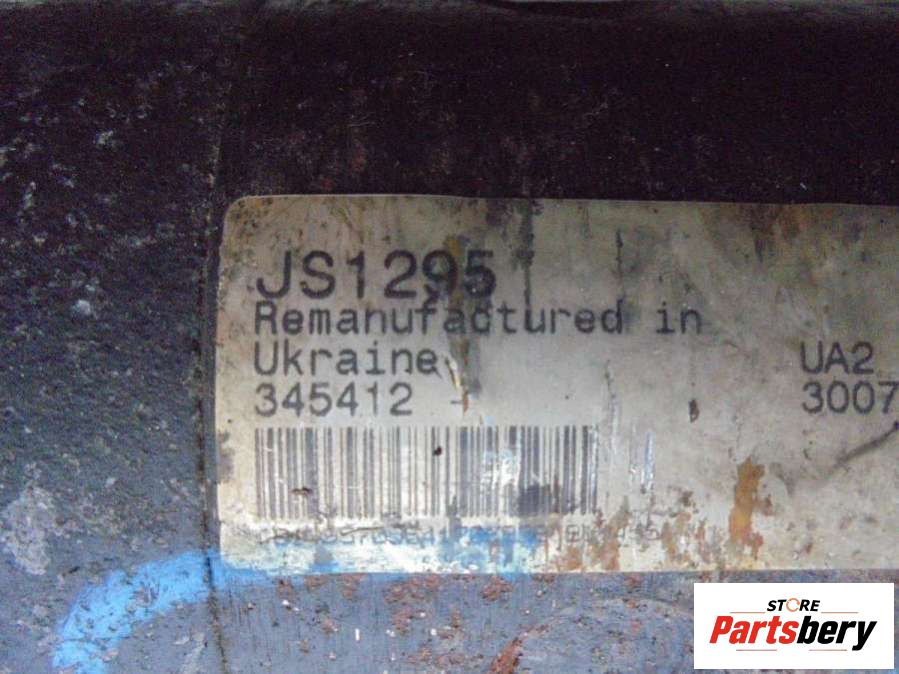 JS1295
Remanufactured in
Ukraine
UA2
345412 -
3007
STORE
Partsbery